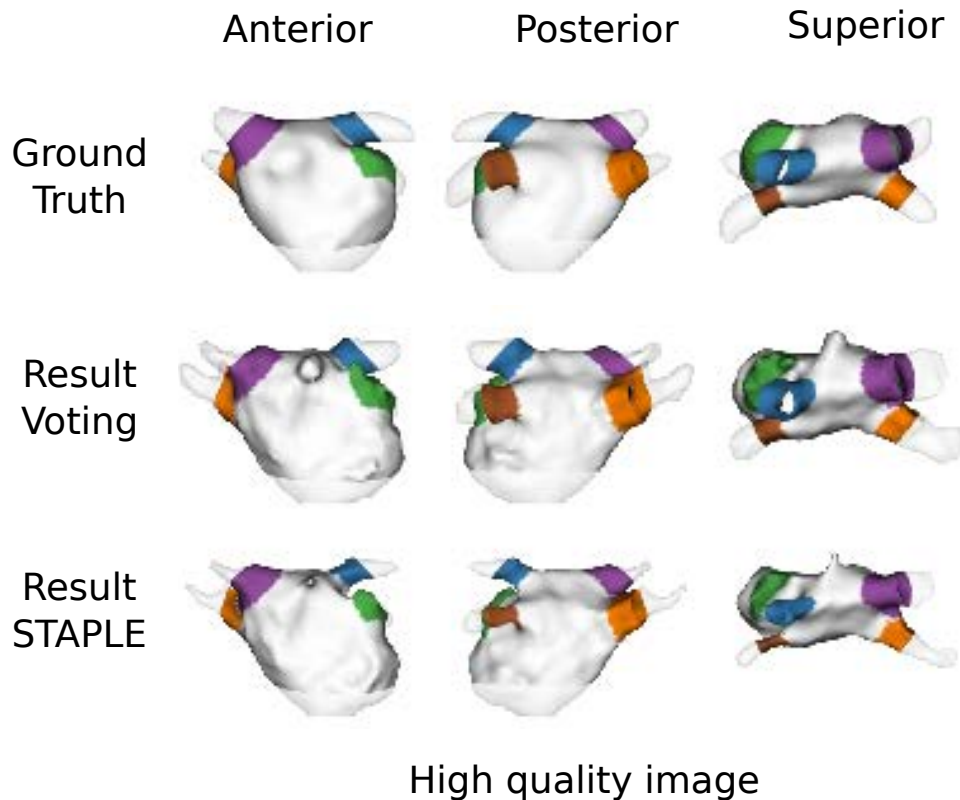 Anterior
Posterior
Superior
Ground
Truth
Result
Voting
Result
STAPLE
High quality image